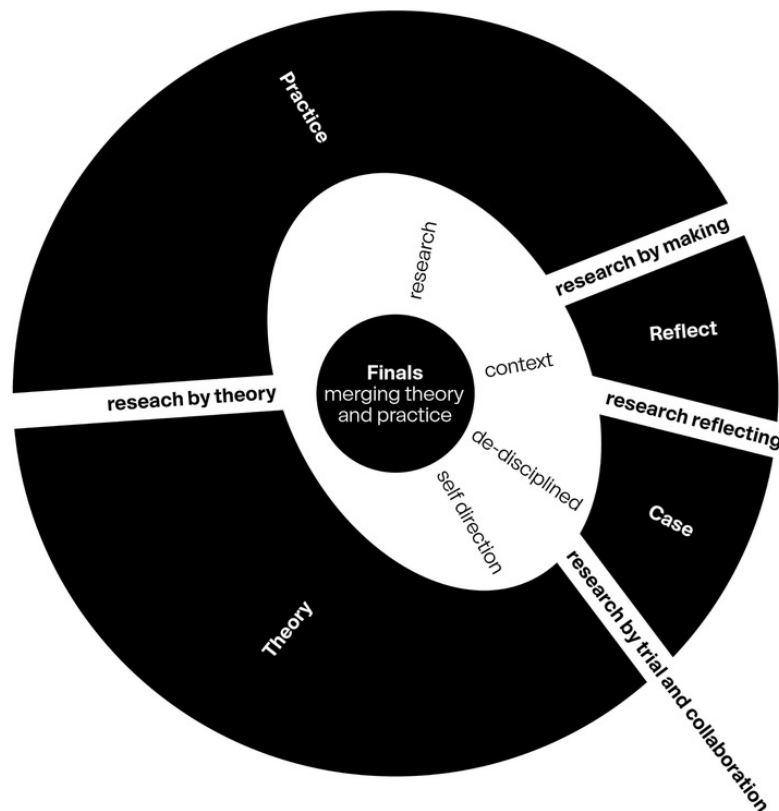 Practice
research
research by making
Reflect
context
Finals
merging theory
and practice
reseach by theory
research reflecting
de-disciplined
self direction
Case
Theory
research by trial and collaboration